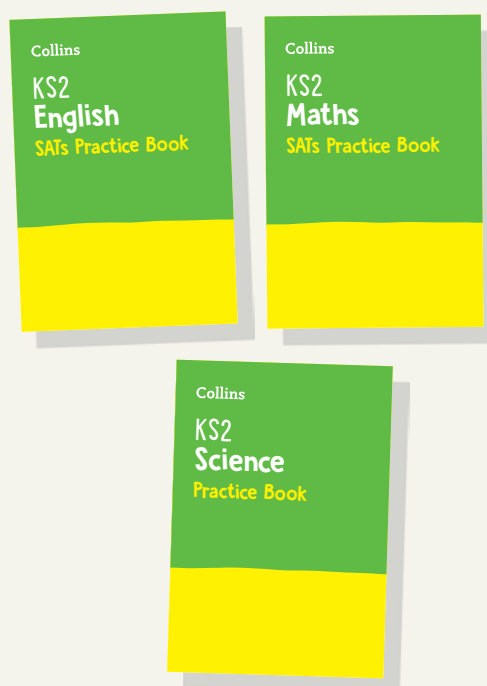 Collins
KS2
English
SATs Practice Book
Collins
KS2
Maths
SATs Practice Book
Collins
KS2
Science
Practice Book